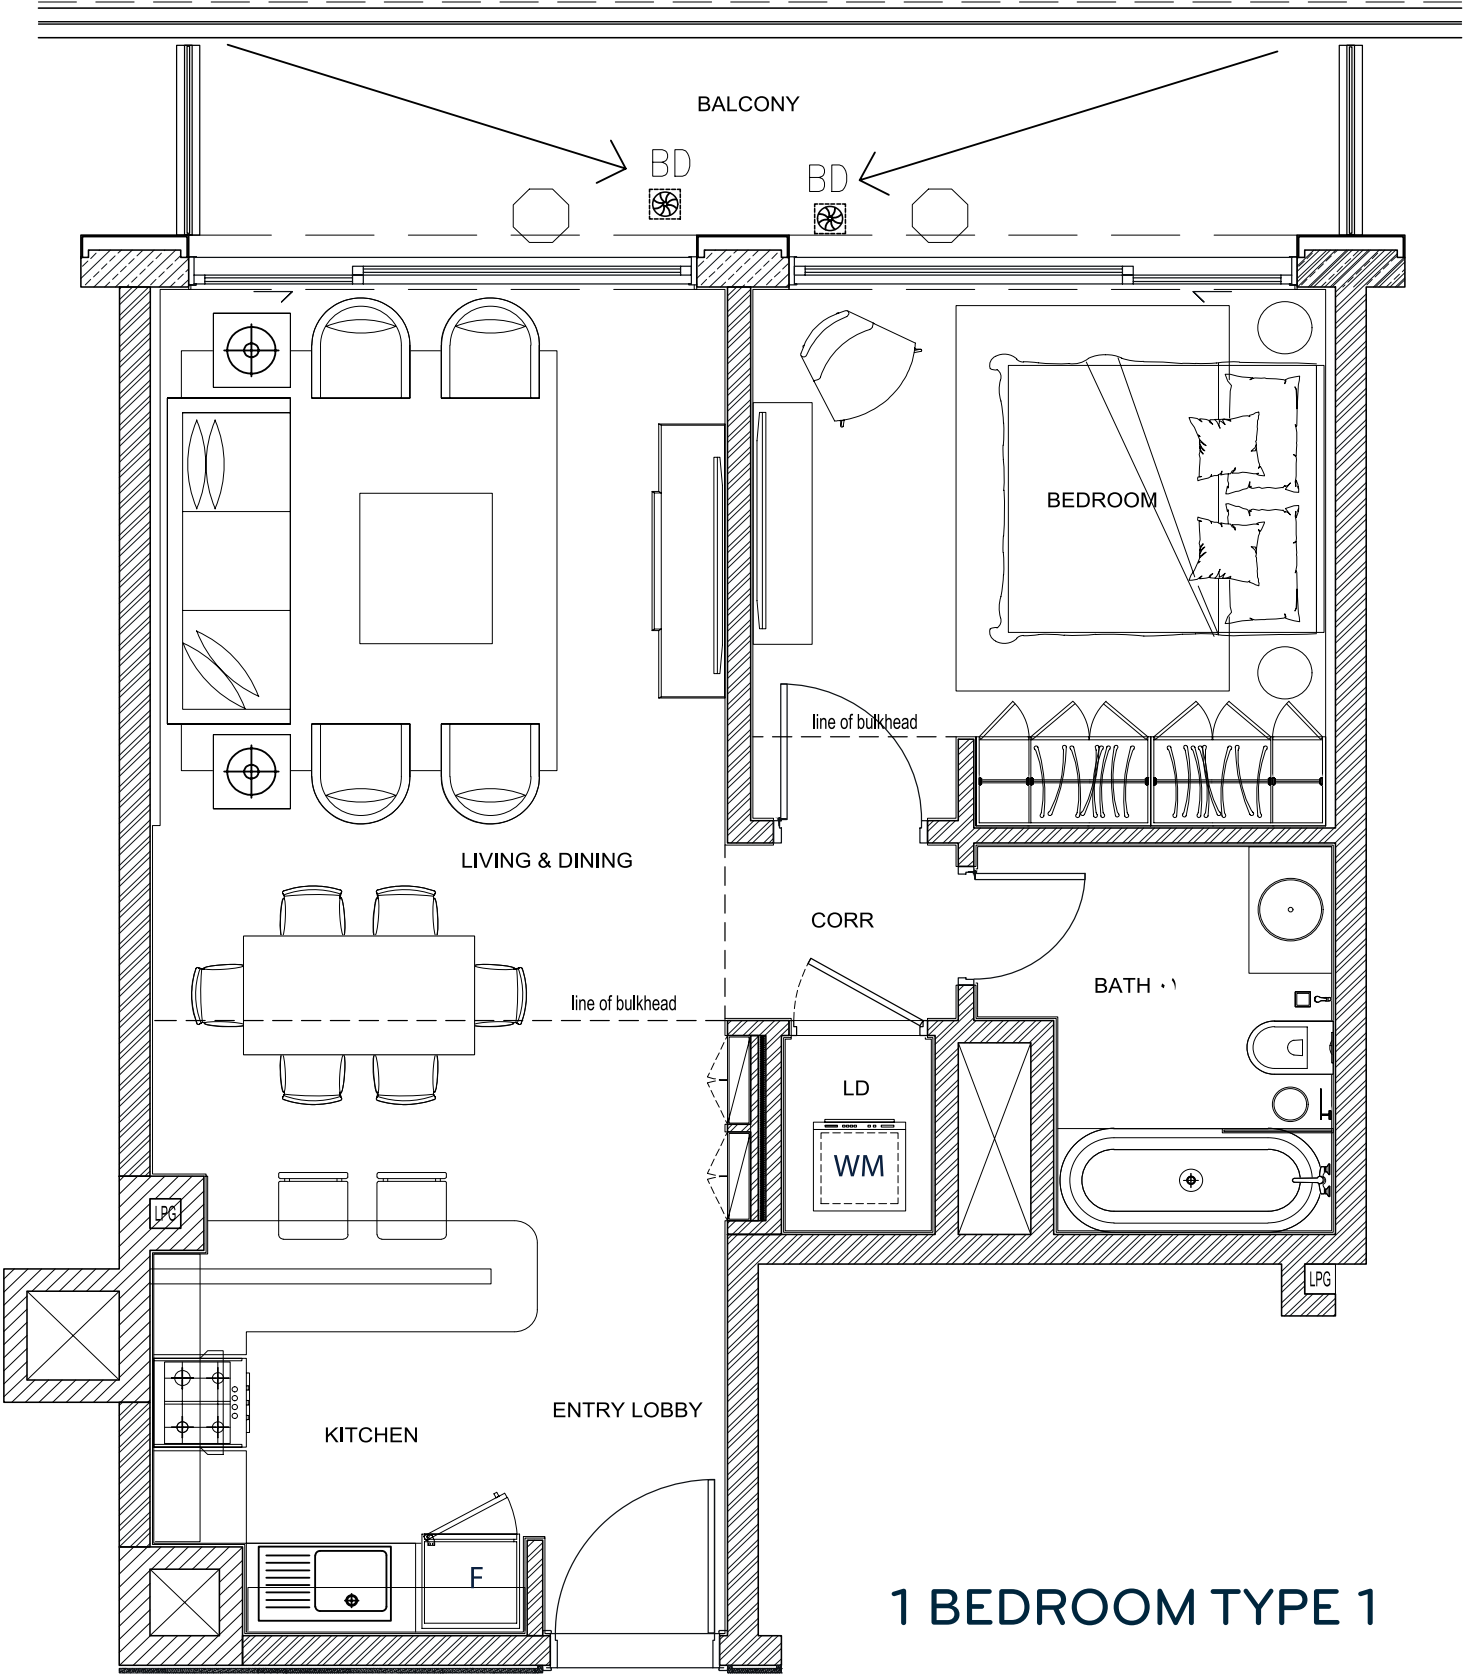 BALCONY
BD
BD
BEDROOM
line of bulkhead
LIVING & DINING
CORR
BATH
line of bulkhead
LD
WM
LPG
LPG
ENTRY LOBBY
KITCHEN
F
1 BEDROOM TYPE 1